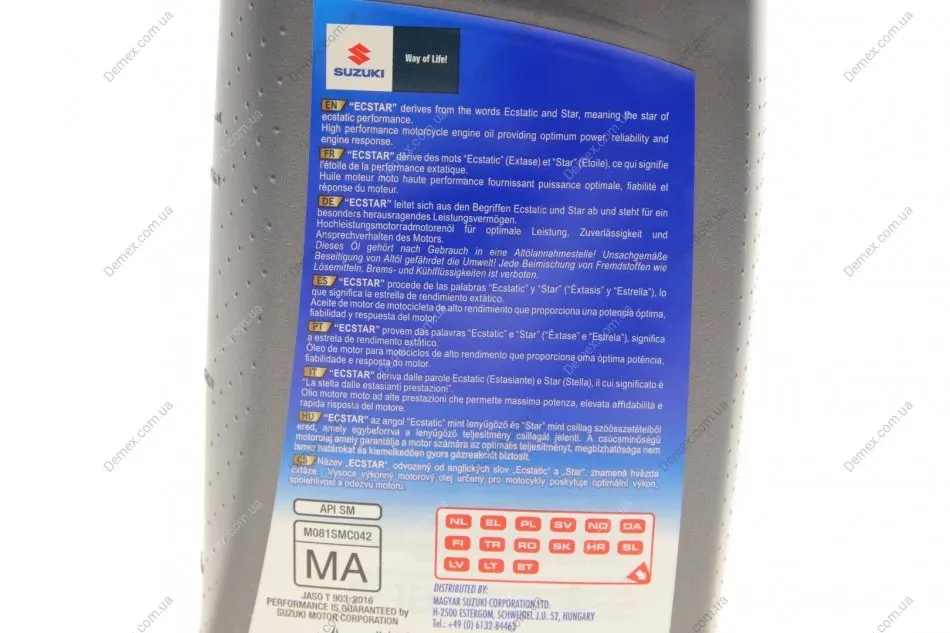 SUZUKI
Way of Life!
EN "ECSTAR" derives from the words Ecstatic and Star, meaning the star of
ecstatic performance.
High performance motorcycle engine oil providing optimum power, reliability and
engine response.
FR "ECSTAR" dérive des mots "Ecstatic" (Extase) et "Star" (Étoile), ce qui signifie
l'étoile de la performance extatique.
Huile moteur moto haute performance fournissant puissance optimale, fiabilité et
réponse du moteur.
DE "ECSTAR" leitet sich aus den Begriffen Ecstatic und Star ab und steht für ein
besonders herausragendes Leistungsvermögen.
Hochleistungsmotorradmotorenöl für optimale Leistung, Zuverlässigkeit und
Ansprechverhalten des Motors.
Dieses Öl gehört nach Gebrauch in eine Altölannahmestelle! Unsachgemäße
Beseitigung von Altöl gefährdet die Umwelt! Jede Beimischung von Fremdstoffen wie
Lösemitteln, Brems- und Kühlflüssigkeiten ist verboten.
ES "ECSTAR" procede de las palabras "Ecstatic" y "Star" ("Éxtasis" y "Estrella"), lo
que significa la estrella de rendimiento extático.
Aceite de motor de motocicleta de alto rendimiento que proporciona una potencia óptima,
fiabilidad y respuesta del motor.
PT "ECSTAR" provem das palavras "Ecstatic" e "Star" ("Êxtase" e "Estrela"), significa
a estrela de rendimento extático.
Óleo de motor para motociclos de alto rendimento que proporciona uma óptima potência,
fiabilidade e resposta do motor.
IT "ECSTAR" deriva dalle parole Ecstatic (Estasiante) e Star (Stella), il cui significato è
"La stella dalle estasianti prestazioni".
Olio motore moto ad alte prestazioni che permette massima potenza, elevata affidabilità e
rapida risposta del motore.
HU "ECSTAR" az angol "Ecstatic" mint lenyűgöző és "Star" mint csillag szóösszetételből
ered, amely egybeforrva a lenyűgöző teljesítmény csillagát jelenti. A csúcsminőségű
motorolaj amely garantálja a motor számára az optimális teljesítményt, megbízhatósága nem
ismer határokat és kiemelkedően gyors gázreakciót biztosít.
CS Název „ECSTAR", odvozený od anglických slov „Ecstatic" a „Star", znamená hvězda
extáze. Vysoce výkonný motorový olej určený pro motocykly poskytuje optimální výkon,
spolehlivost a odezvu motoru.
API SM
M081SMC042
MA
JASO T 903:2016
PERFORMANCE IS GUARANTEED by
SUZUKI MOTOR CORPORATION
NL EL PL SV NO DA
FI TR RO SK HR SL
LV LT ET
DISTRIBUTED BY:
MAGYAR SUZUKI CORPORATION LTD.
H-2500 ESTERGOM, SCHWEIDEL J.U. 52, HUNGARY
Tel.: +49 (0) 6132-84463
Demex.com.ua